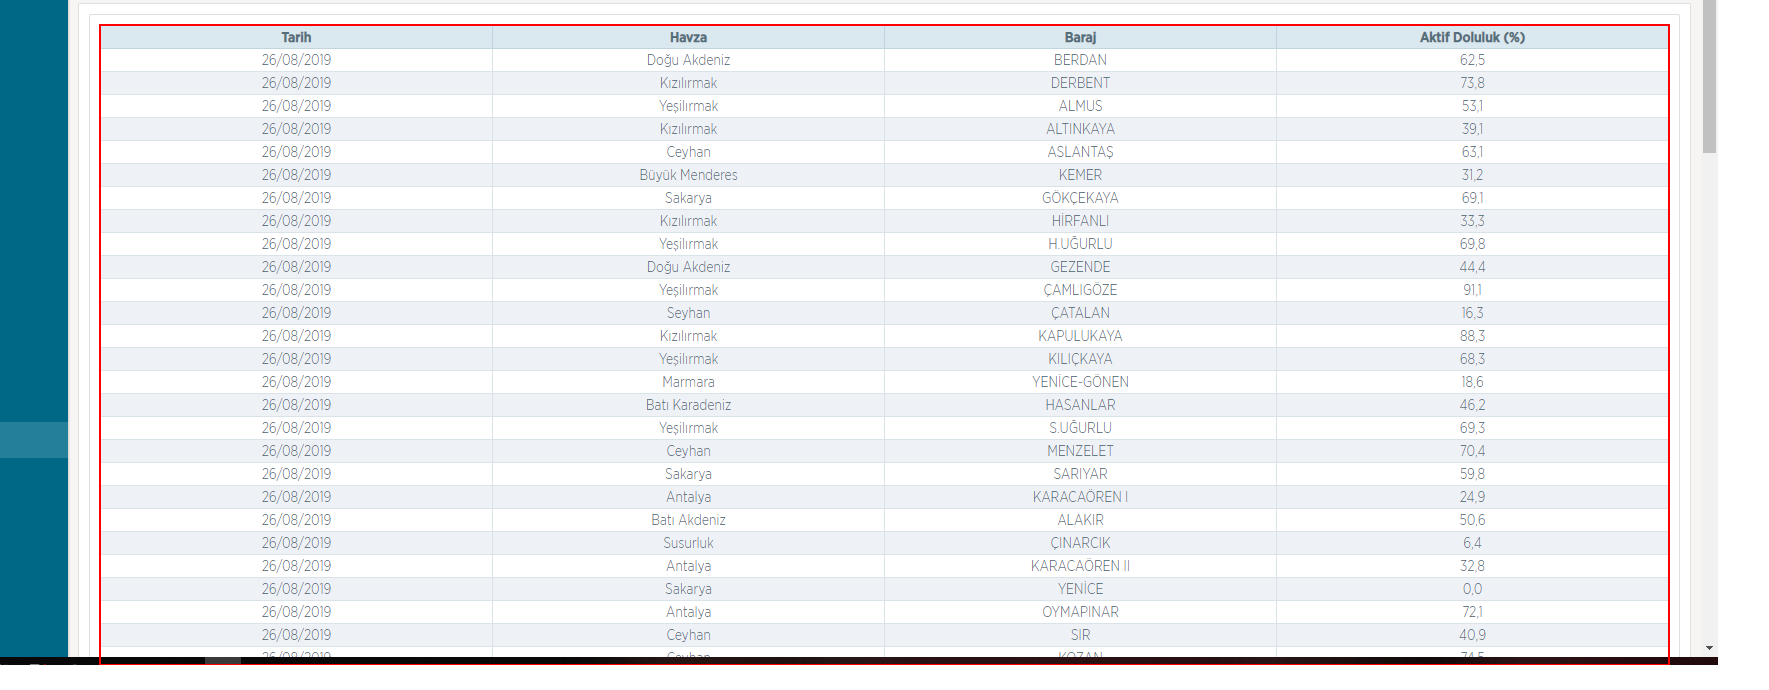 Tarih Havza Baraj Aktif Doluluk (%)
26/08/2019 Doğu Akdeniz BERDAN 62,5
26/08/2019 Kızılırmak DERBENT 73,8
26/08/2019 Yeşilırmak ALMUS 53,1
26/08/2019 Kızılırmak ALTINKAYA 39,1
26/08/2019 Ceyhan ASLANTAŞ 63,1
26/08/2019 Büyük Menderes KEMER 31,2
26/08/2019 Sakarya GÖKÇEKAYA 69,1
26/08/2019 Kızılırmak HİRFANLI 33,3
26/08/2019 Yeşilırmak H.UĞURLU 69,8
26/08/2019 Doğu Akdeniz GEZENDE 44,4
26/08/2019 Yeşilırmak ÇAMLIGÖZE 91,1
26/08/2019 Seyhan ÇATALAN 16,3
26/08/2019 Kızılırmak KAPULUKAYA 88,3
26/08/2019 Yeşilırmak KILIÇKAYA 68,3
26/08/2019 Marmara YENİCE-GÖNEN 18,6
26/08/2019 Batı Karadeniz HASANLAR 46,2
26/08/2019 Yeşilırmak S.UĞURLU 69,3
26/08/2019 Ceyhan MENZELET 70,4
26/08/2019 Sakarya SARIYAR 59,8
26/08/2019 Antalya KARACAÖREN I 24,9
26/08/2019 Batı Akdeniz ALAKIR 50,6
26/08/2019 Susurluk ÇINARCIK 6,4
26/08/2019 Antalya KARACAÖREN II 32,8
26/08/2019 Sakarya YENİCE 0,0
26/08/2019 Antalya OYMAPINAR 72,1
26/08/2019 Ceyhan SIR 40,9
26/08/2019 Ceyhan KOZAN 74,5